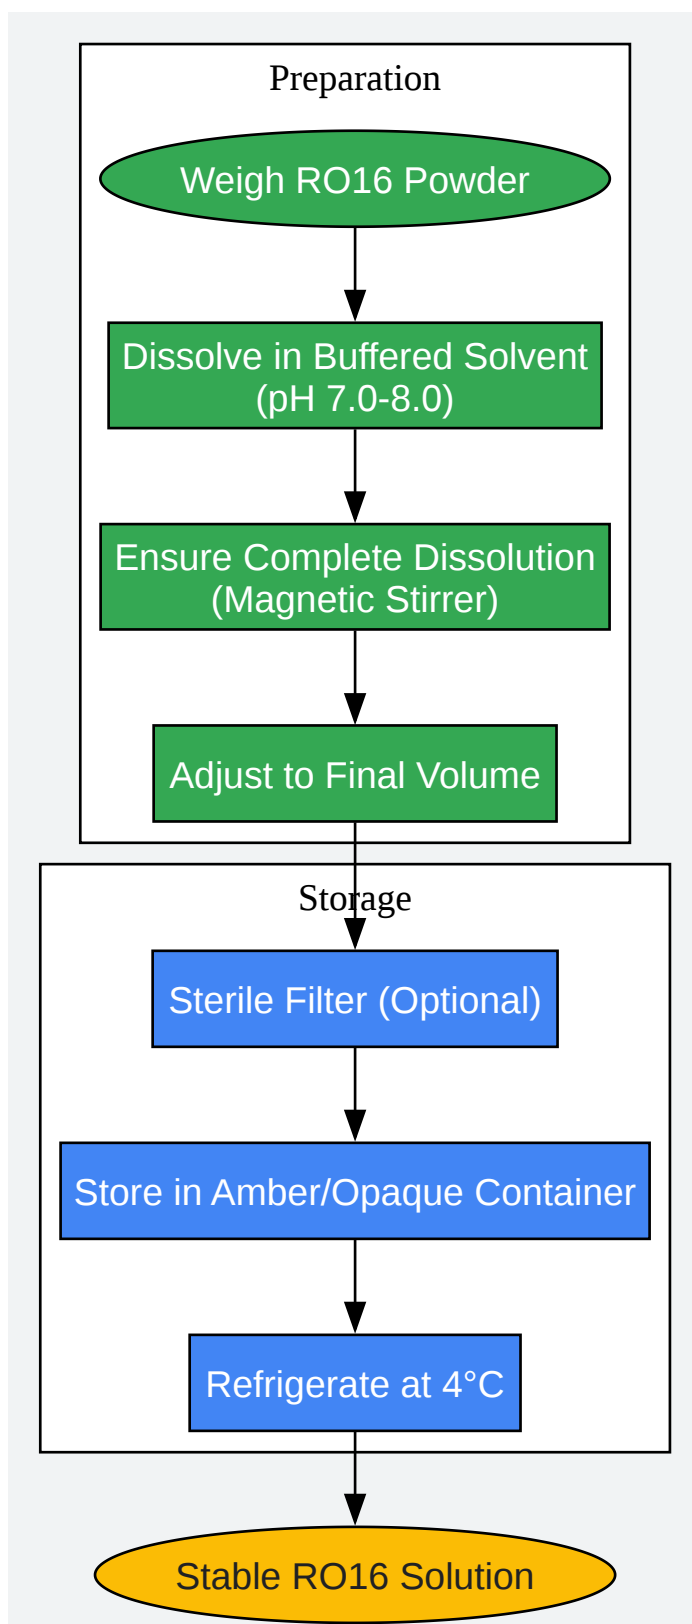 Preparation
Weigh RO16 Powder
Dissolve in Buffered Solvent
(pH 7.0-8.0)
Ensure Complete Dissolution
(Magnetic Stirrer)
Adjust to Final Volume
Storage
Sterile Filter (Optional)
Store in Amber/Opaque Container
Refrigerate at 4°C
Stable RO16 Solution